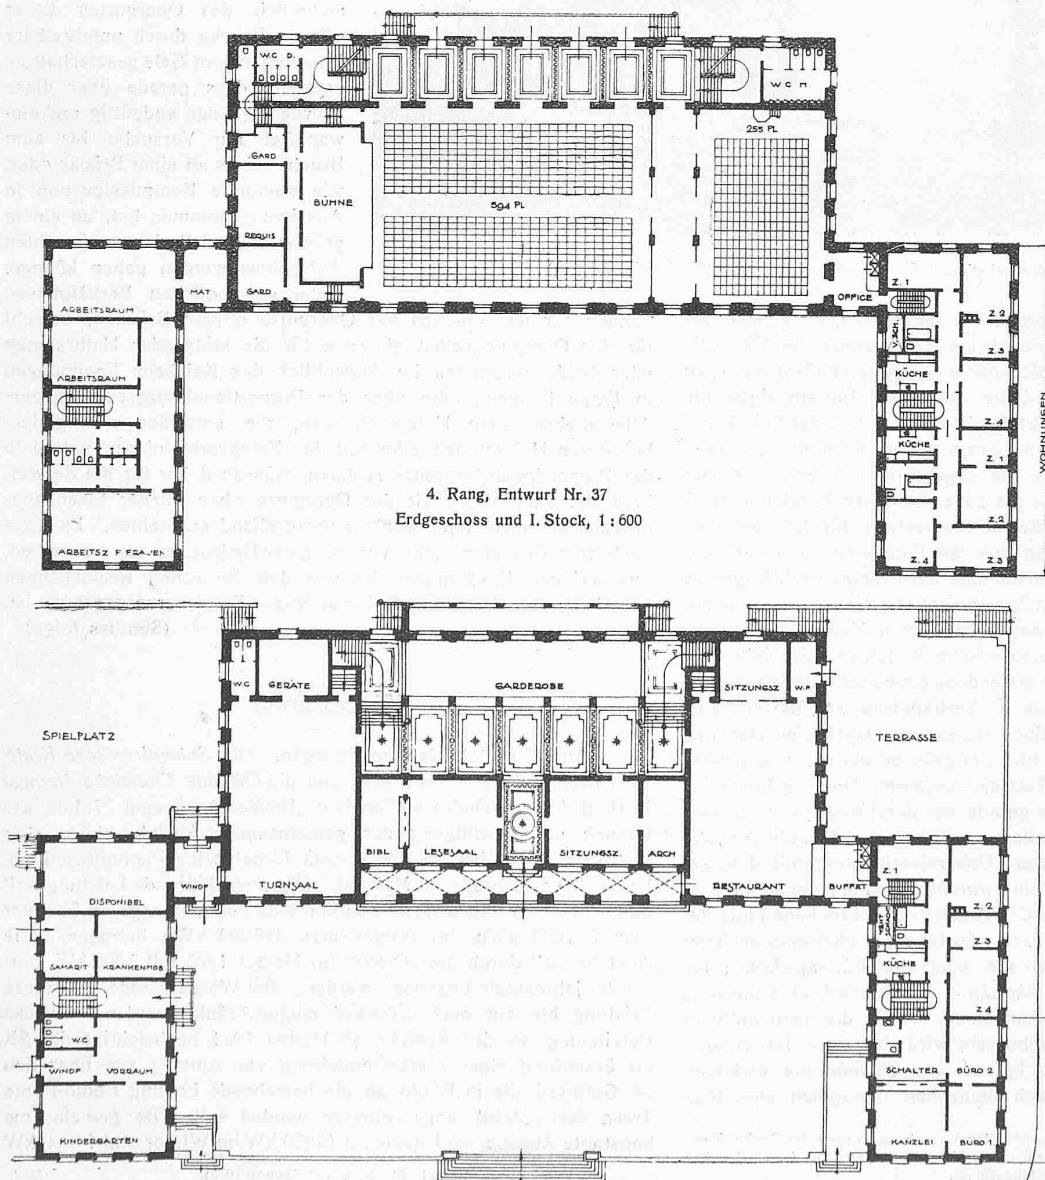 W.C. D.
W.C. H.
255 PL
GARD
BÜHNE
594 PL
REQUIS
GARD
MAT
OFFICE
ARBEITSRAUM
ARBEITSRAUM
ARBEITSZ F FRAUEN
Z.1
Z.2
Z.3
KÜCHE
Z.4
KÜCHE
Z.1
Z.2
Z.4
Z.3
WOHNUNGEN
4. Rang, Entwurf Nr. 37
Erdgeschoss und I. Stock, 1 : 600
SPIELPLATZ
W.C
GERÄTE
GARDEROBE
SITZUNGSZ
W.F
TERRASSE
BIBL
LESESAAL
SITZUNGSZ
ARCH
WINDF
TURNSAAL
RESTAURANT
BUFFET
DISPONIBEL
SAMARIT
KRANKENMOB
W.C.
WINDF
VORRAUM
KINDERGARTEN
Z.1
Z.2
Z.3
KÜCHE
Z.4
SCHALTER
BÜRO 2
KANZLEI
BÜRO 1